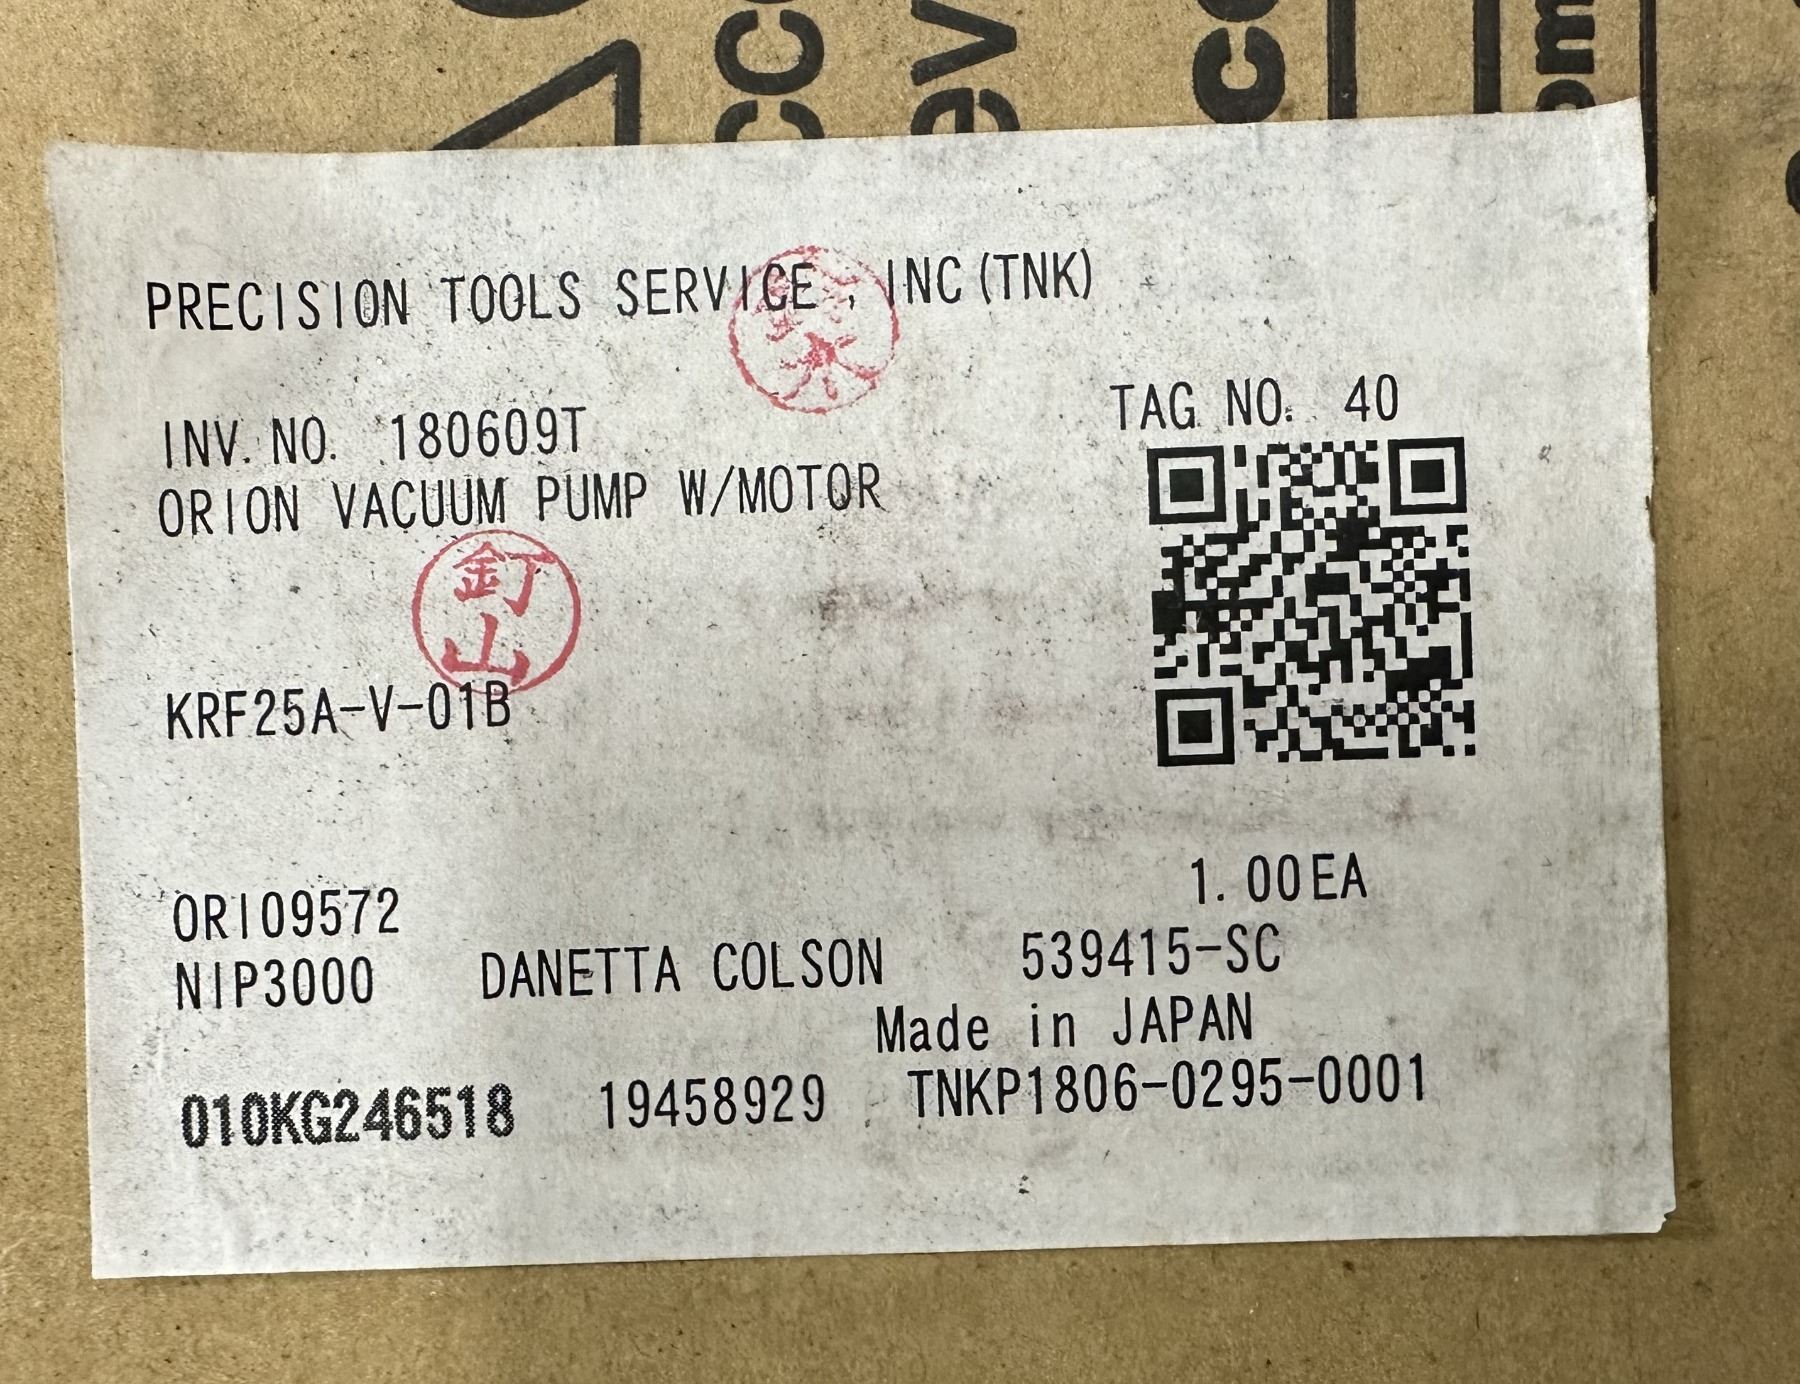 PRECISION TOOLS SERVICE , INC(TNK)
TAG NO. 40
INV. NO. 180609T
ORION VACUUM PUMP W/MOTOR
釘山
KRF25A-V-01B
1.00EA
ORI09572
NIP3000 DANETTA COLSON 539415-SC
Made in JAPAN
010KG246518 19458929 TNKP1806-0295-0001